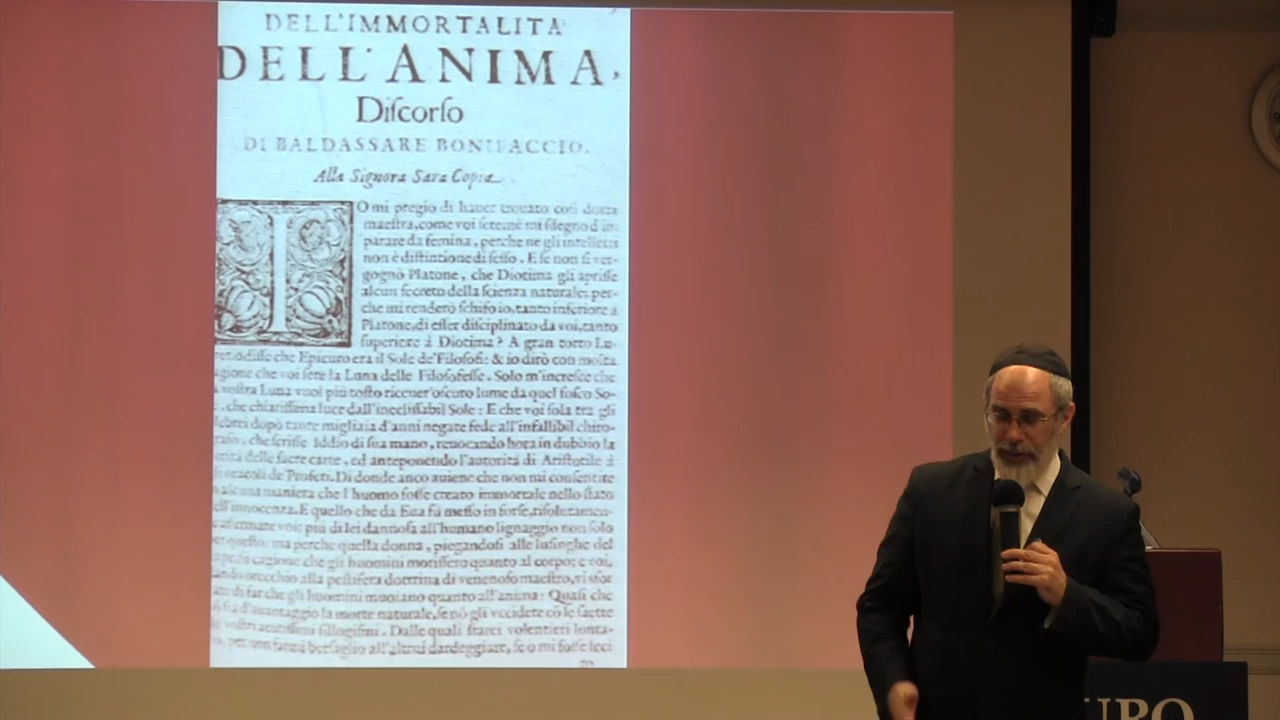 DELL'IMMORTALITA
DELL'ANIMA,
Discorso
DI BALDASSARE BONIFACCIO.
Alla Signora Sara Copia
IO mi pregio di hauer trouato così dotta
maestra, come voi sete: nè mi sdegno d'im-
parare da femina, perche ne gli intelletti
non è distintione di sesso. E se non si ver-
gognò Platone, che Diotima gli aprisse
alcun secreto della scienza naturale; per-
che mi renderò schifo io, tanto inferiore à
Platone, di esser disciplinato da voi, tanto
superiore à Diotima? A gran torto Lu-
disse che Epicuro era il Sole de' Filosofi: & io dirò con molta
che voi sete la Luna delle Filosofesse. Solo m'incresce che
vostra Luna vuol più tosto riceuer' oscuro lume da quel fosco So-
che chiarissima luce dall'ineclissabil Sole: E che voi sola tra gli
dopo tante migliaia d'anni negate fede all'infallibil chiro-
che scrisse Iddio di sua mano, reuocando hora in dubbio la
delle sacre carte, ed anteponendo l'autorità di Aristotile à
oracoli de' Profeti. Di donde anco auiene che non mi consentite
alcuna maniera che l'huomo fosse creato immortale nello stato
dell'innocenza. E quello che da Eua fù messo in forse, risolutamen-
affermate voi; più di lei dannosa all'humano lignaggio non solo
questo: ma perche quella donna, piegandosi alle lusinghe del
cagione che gli huomini morissero quanto al corpo; e voi,
orecchio alla pestifera dottrina di venenoso maestro, vi sfor-
di far che gli huomini muoiano quanto all'anima: Quasi che
d'auantaggio la morte naturale, se nò gli vccidete cò le saette
vostri acutissimi sillogismi. Dalle quali starei volentieri lonta-
per non farmi bersaglio all'altrui dardeggiare, se o mi fosse leci
UPO